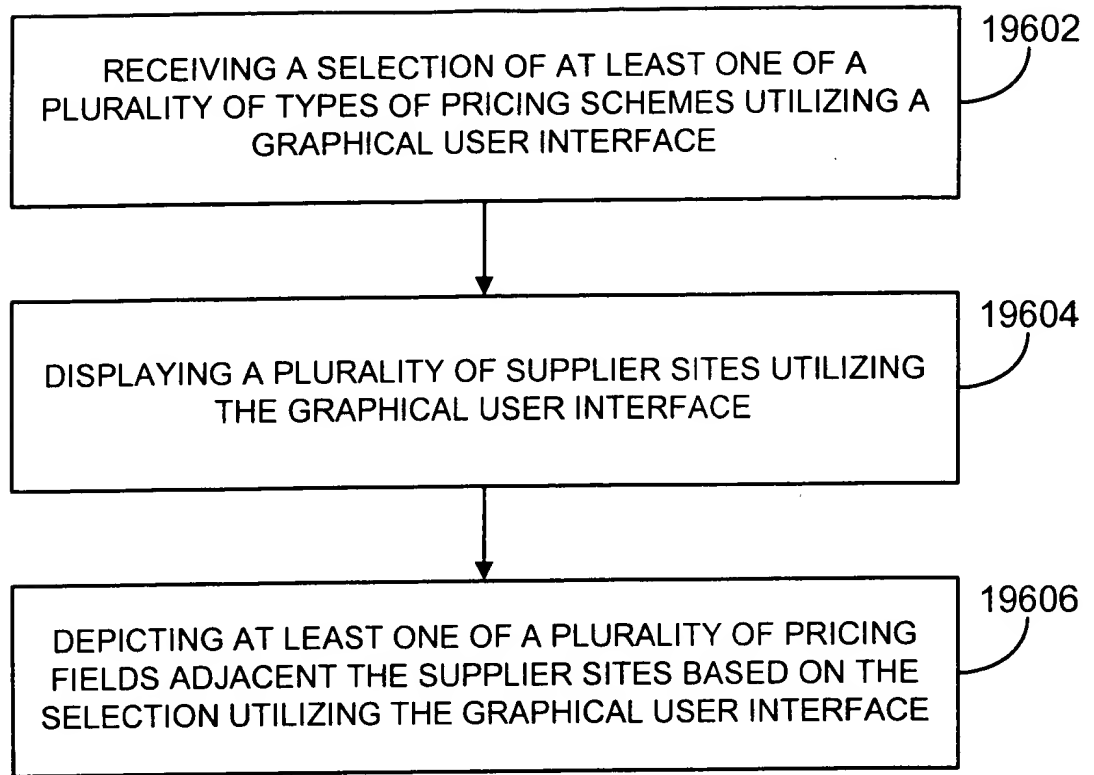 19602
RECEIVING A SELECTION OF AT LEAST ONE OF A
PLURALITY OF TYPES OF PRICING SCHEMES UTILIZING A
GRAPHICAL USER INTERFACE
19604
DISPLAYING A PLURALITY OF SUPPLIER SITES UTILIZING
THE GRAPHICAL USER INTERFACE
19606
DEPICTING AT LEAST ONE OF A PLURALITY OF PRICING
FIELDS ADJACENT THE SUPPLIER SITES BASED ON THE
SELECTION UTILIZING THE GRAPHICAL USER INTERFACE